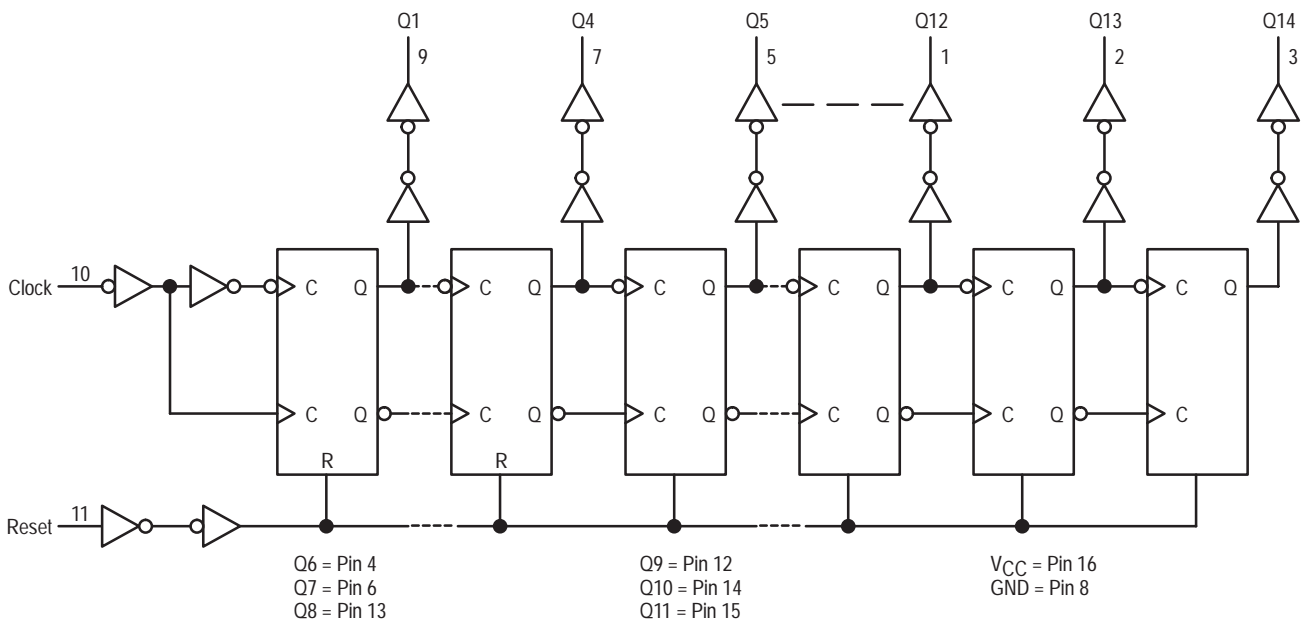 Q1 Q4 Q5 Q12 Q13 Q14
9 7 5 1 2 3
Clock 10 C Q C Q C Q C Q C Q C Q
C Q C Q C Q C Q C Q C
R R
Reset 11
Q6 = Pin 4 Q9 = Pin 12 VCC = Pin 16
Q7 = Pin 6 Q10 = Pin 14 GND = Pin 8
Q8 = Pin 13 Q11 = Pin 15